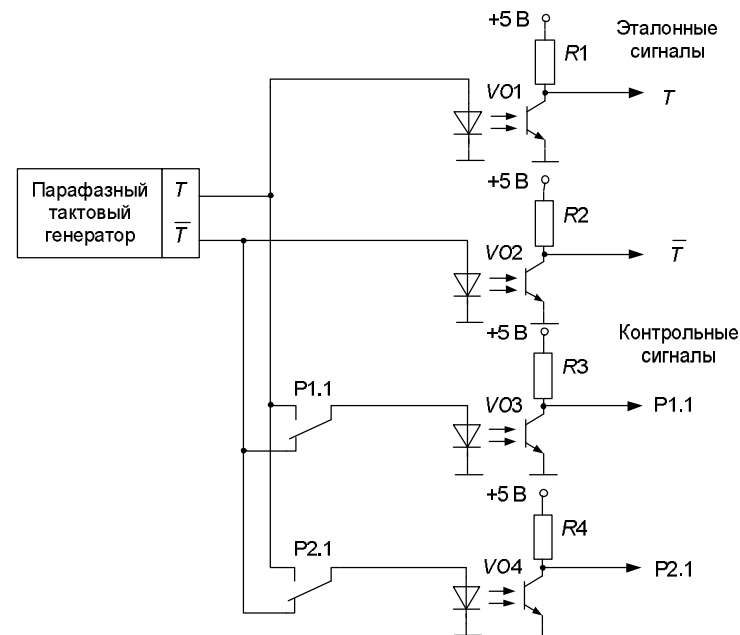 +5 В
Эталонные
сигналы
R1
VO1
T
Парафазный
тактовый
генератор
T
T̅
+5 В
R2
VO2
T̅
+5 В
Контрольные
сигналы
R3
P1.1
VO3
P1.1
+5 В
R4
P2.1
VO4
P2.1